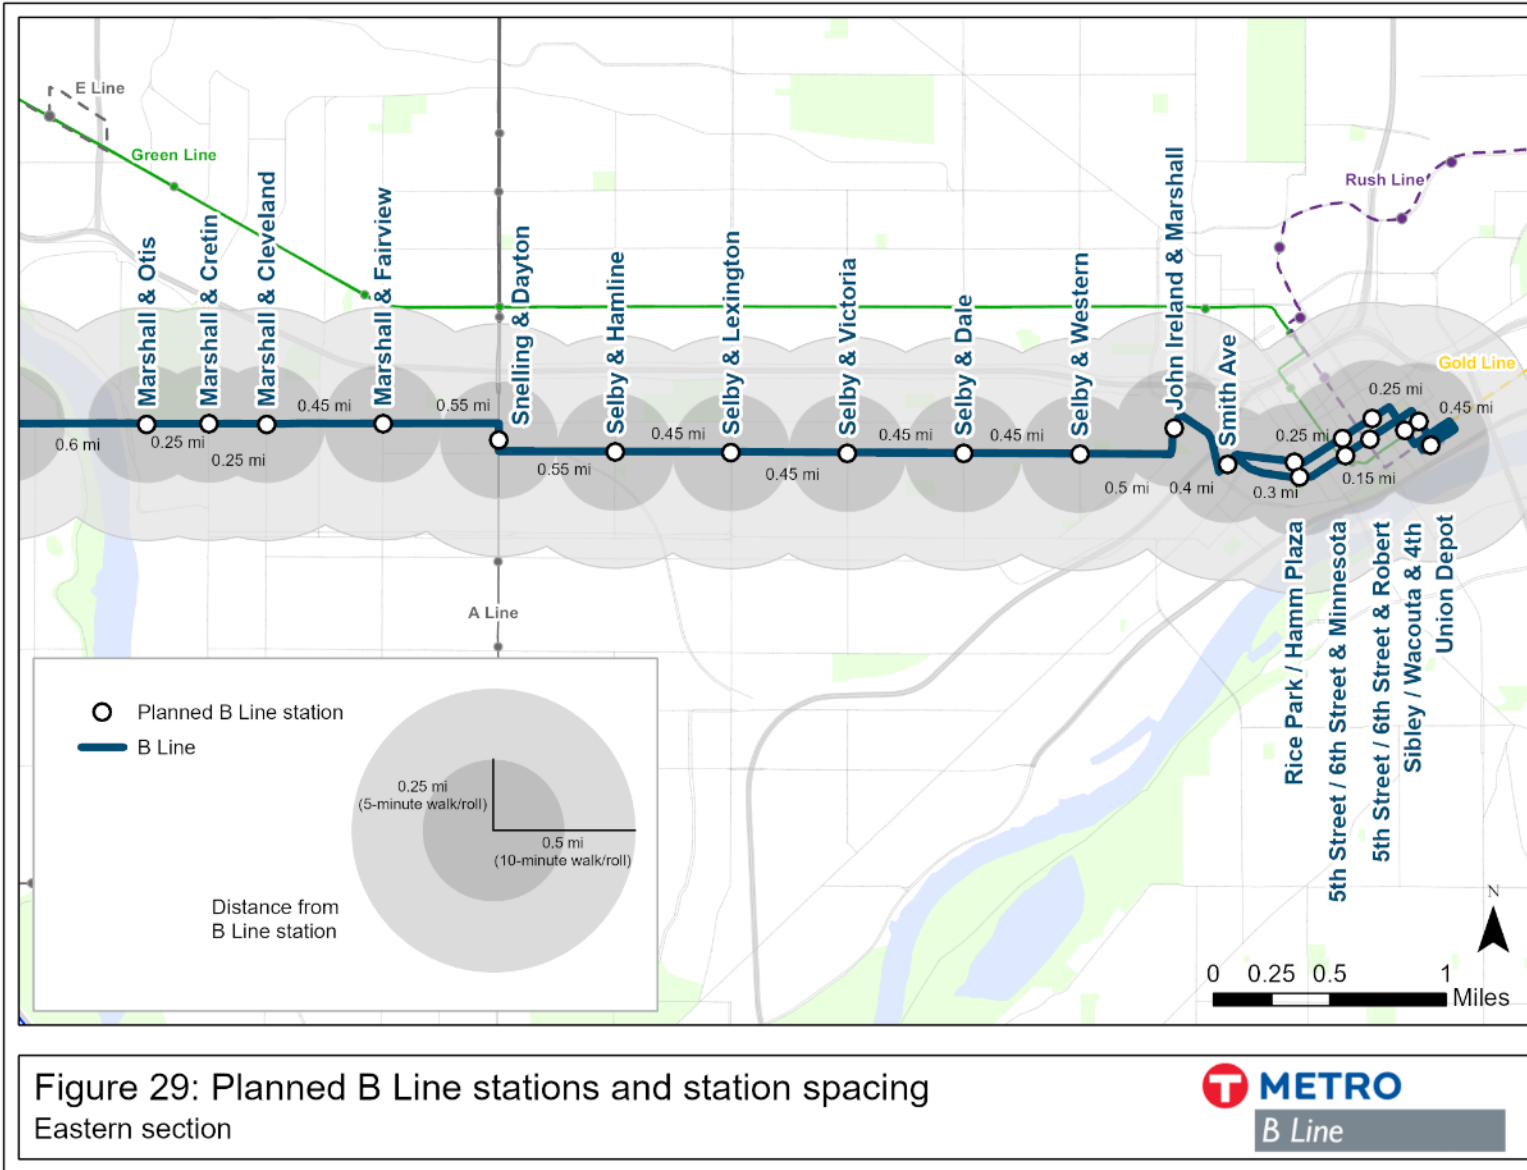 E Line
Green Line
Rush Line
Gold Line
A Line
Marshall & Otis
Marshall & Cretin
Marshall & Cleveland
Marshall & Fairview
Snelling & Dayton
Selby & Hamline
Selby & Lexington
Selby & Victoria
Selby & Dale
Selby & Western
John Ireland & Marshall
Smith Ave
Rice Park / Hamm Plaza
5th Street / 6th Street & Minnesota
5th Street / 6th Street & Robert
Sibley / Wacouta & 4th
Union Depot
0.6 mi
0.25 mi
0.25 mi
0.45 mi
0.55 mi
0.55 mi
0.45 mi
0.45 mi
0.45 mi
0.45 mi
0.5 mi
0.4 mi
0.3 mi
0.25 mi
0.15 mi
0.25 mi
0.45 mi
Planned B Line station
B Line
0.25 mi
(5-minute walk/roll)
0.5 mi
(10-minute walk/roll)
Distance from
B Line station
N
0 0.25 0.5 1
Miles
Figure 29: Planned B Line stations and station spacing
Eastern section
T METRO
B Line